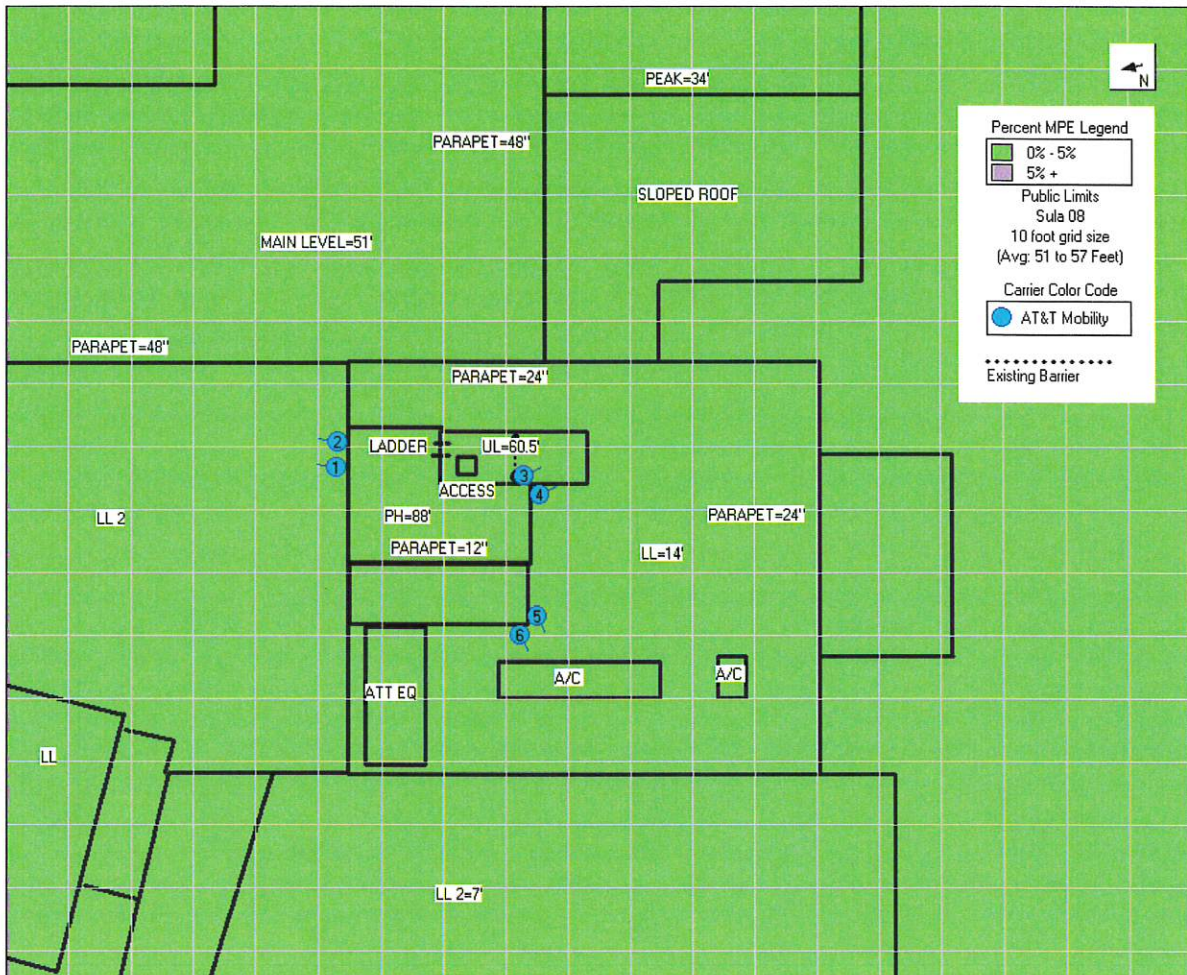 PEAK=34'
N
PARAPET=48"
Percent MPE Legend
0% - 5%
5% +
SLOPED ROOF
Public Limits
Sula 08
10 foot grid size
(Avg: 51 to 57 Feet)
MAIN LEVEL=51'
Carrier Color Code
AT&T Mobility
PARAPET=48"
Existing Barrier
PARAPET=24"
2
LADDER
UL=60.5'
1
3
ACCESS
4
LL 2
PH=88'
PARAPET=24"
PARAPET=12"
LL=14'
5
6
A/C
A/C
ATT EQ
LL
LL 2=7'